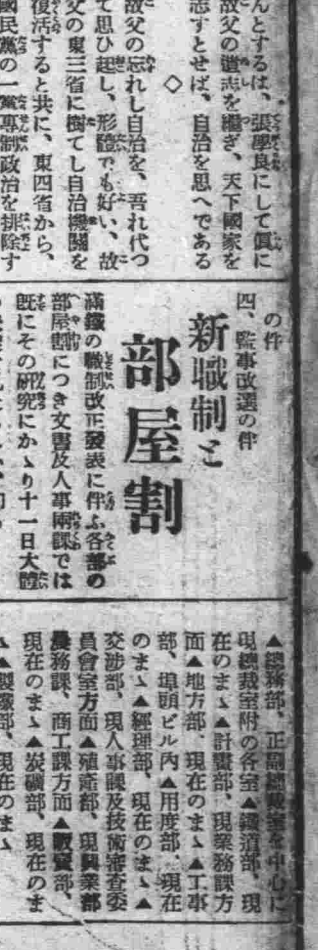 んとするは、張學良にして眞に
故父の遺志を繼ぎ、天下國家を
志すとせば、自治を思へである
◇
故父の忘れし自治を、吾れ代つ
て思ひ起し、形體でも好い、故
父の東三省に樹てし自治機關を
復活すると共に、東四省から、
國民黨の一黨專制政治を排除す
の件
四、監事改選の件
新職制と
部屋割
滿鐵の職制改正發表に伴ふ各部の
部屋割につき文書及人事兩課では
既にその研究にかゝり十一日大體
▲總務部、正副總裁室を中心に
現總裁室附の各室▲鐵道部、現
在のまゝ▲計畫部、現業務課方
面▲地方部、現在のまゝ▲工事
部、埠頭ビル內▲用度部、現在
のまゝ▲經理部、現在のまゝ▲
交涉部、現人事課及技術審査委
員會室方面▲殖產部、現興業部
農務課、商工課方面▲販賣部、
現在のまゝ▲炭礦部、現在のま
ゝ▲製鐵部、現在のまゝ